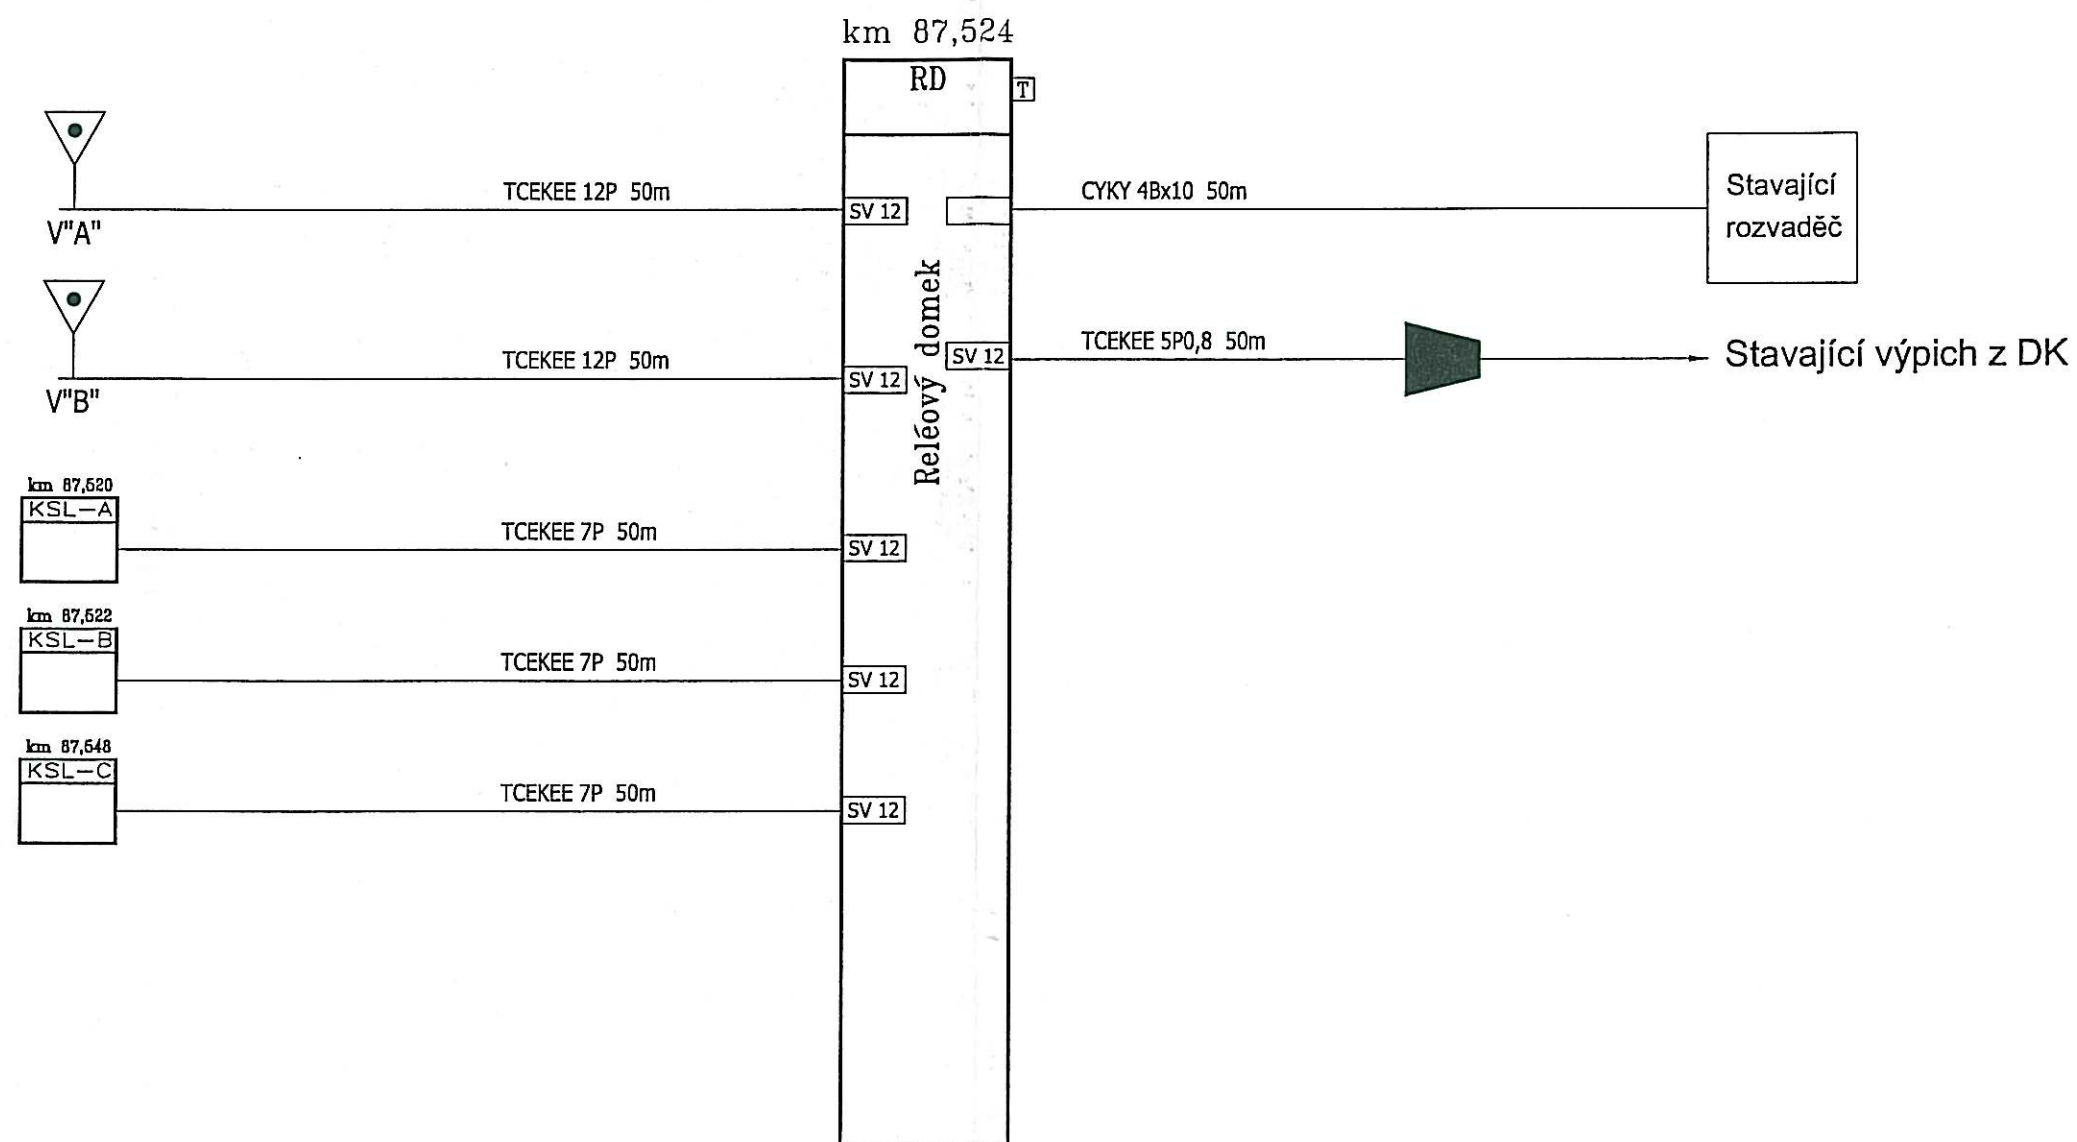 km 87,524
RD
T
TCEKEE 12P 50m
SV 12
V"A"
CYKY 4Bx10 50m
Stavající
rozvaděč
TCEKEE 12P 50m
SV 12
V"B"
Reléový domek
SV 12
TCEKEE 5P0,8 50m
Stavající výpich z DK
km 87,520
KSL-A
TCEKEE 7P 50m
SV 12
km 87,522
KSL-B
TCEKEE 7P 50m
SV 12
km 87,548
KSL-C
TCEKEE 7P 50m
SV 12